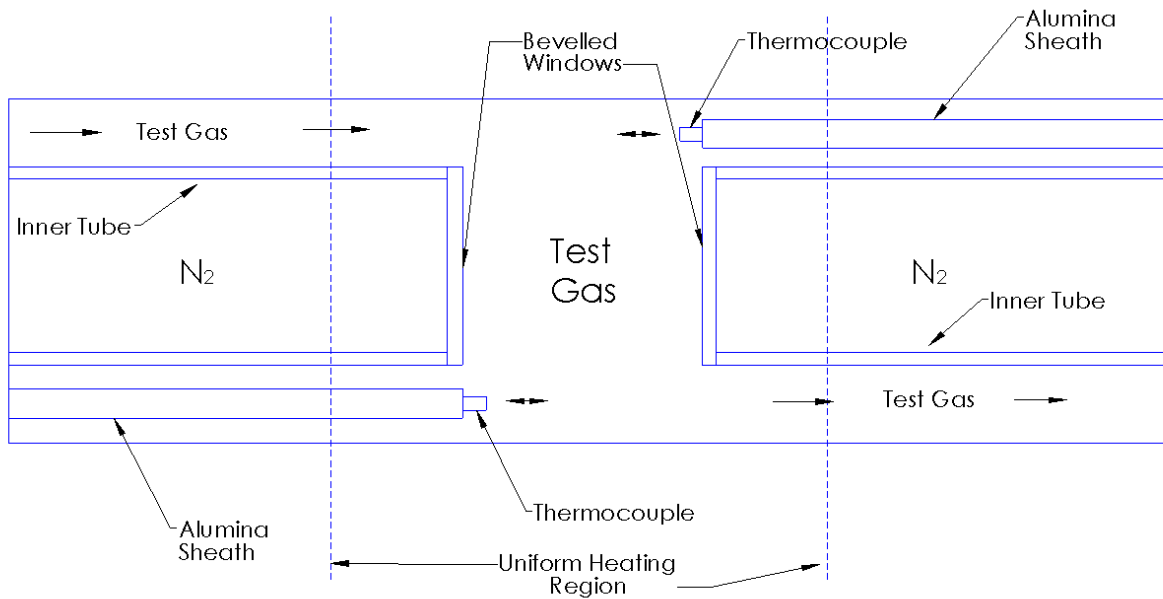 Alumina
Sheath
Bevelled
Windows
Thermocouple
Test Gas
Inner Tube
N2
Test
Gas
N2
Inner Tube
Test Gas
Alumina
Sheath
Thermocouple
Uniform Heating
Region